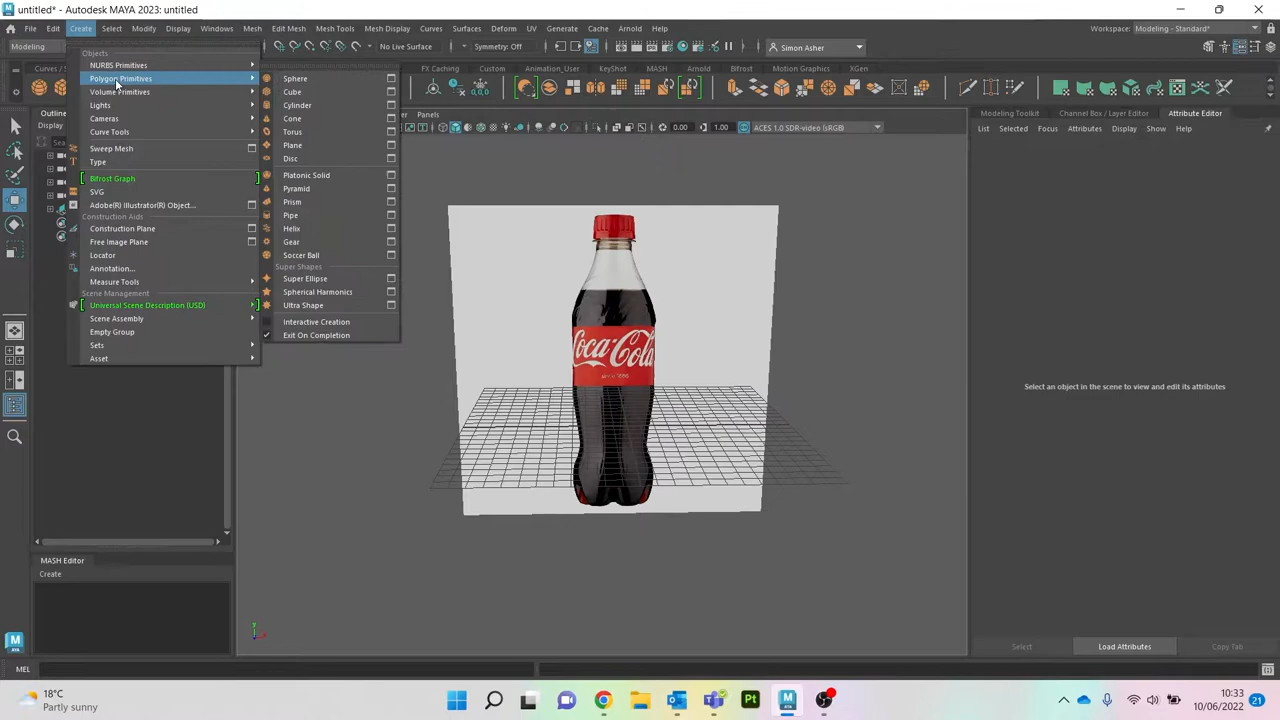 untitled* - Autodesk MAYA 2023: untitled
File Edit Create Select Modify Display Windows Mesh Edit Mesh Mesh Tools Mesh Display Curves Surfaces Deform UV Generate Cache Arnold Help
Workspace: Modeling - Standard*
Modeling
No Live Surface
Symmetry: Off
Simon Asher
Curves / S
FX Caching Custom Arnold KeyShot MASH Bifrost Motion Graphics XGen
Animation_User
Outline
Display
Sea
Objects
NURBS Primitives
Polygon Primitives
Volume Primitives
Lights
Cameras
Curve Tools
Sweep Mesh
Type
Bifrost Graph
SVG
Adobe(R) Illustrator(R) Object...
Construction Aids
Construction Plane
Free Image Plane
Locator
Annotation...
Measure Tools
Scene Management
Universal Scene Description (USD)
Scene Assembly
Empty Group
Sets
Asset
Sphere
Cube
Cylinder
Cone
Torus
Plane
Disc
Platonic Solid
Pyramid
Prism
Pipe
Helix
Gear
Soccer Ball
Super Shapes
Super Ellipse
Spherical Harmonics
Ultra Shape
Interactive Creation
Exit On Completion
Panels
0.00
1.00
ACES 1.0 SDR-video (sRGB)
Coca-Cola
since 1886
Modeling Toolkit
Channel Box / Layer Editor
Attribute Editor
List Selected Focus Attributes Display Show Help
Select an object in the scene to view and edit its attributes
MASH Editor
Create
Select
Load Attributes
Copy Tab
MEL
18°C
Partly sunny
10:33
10/06/2022
21